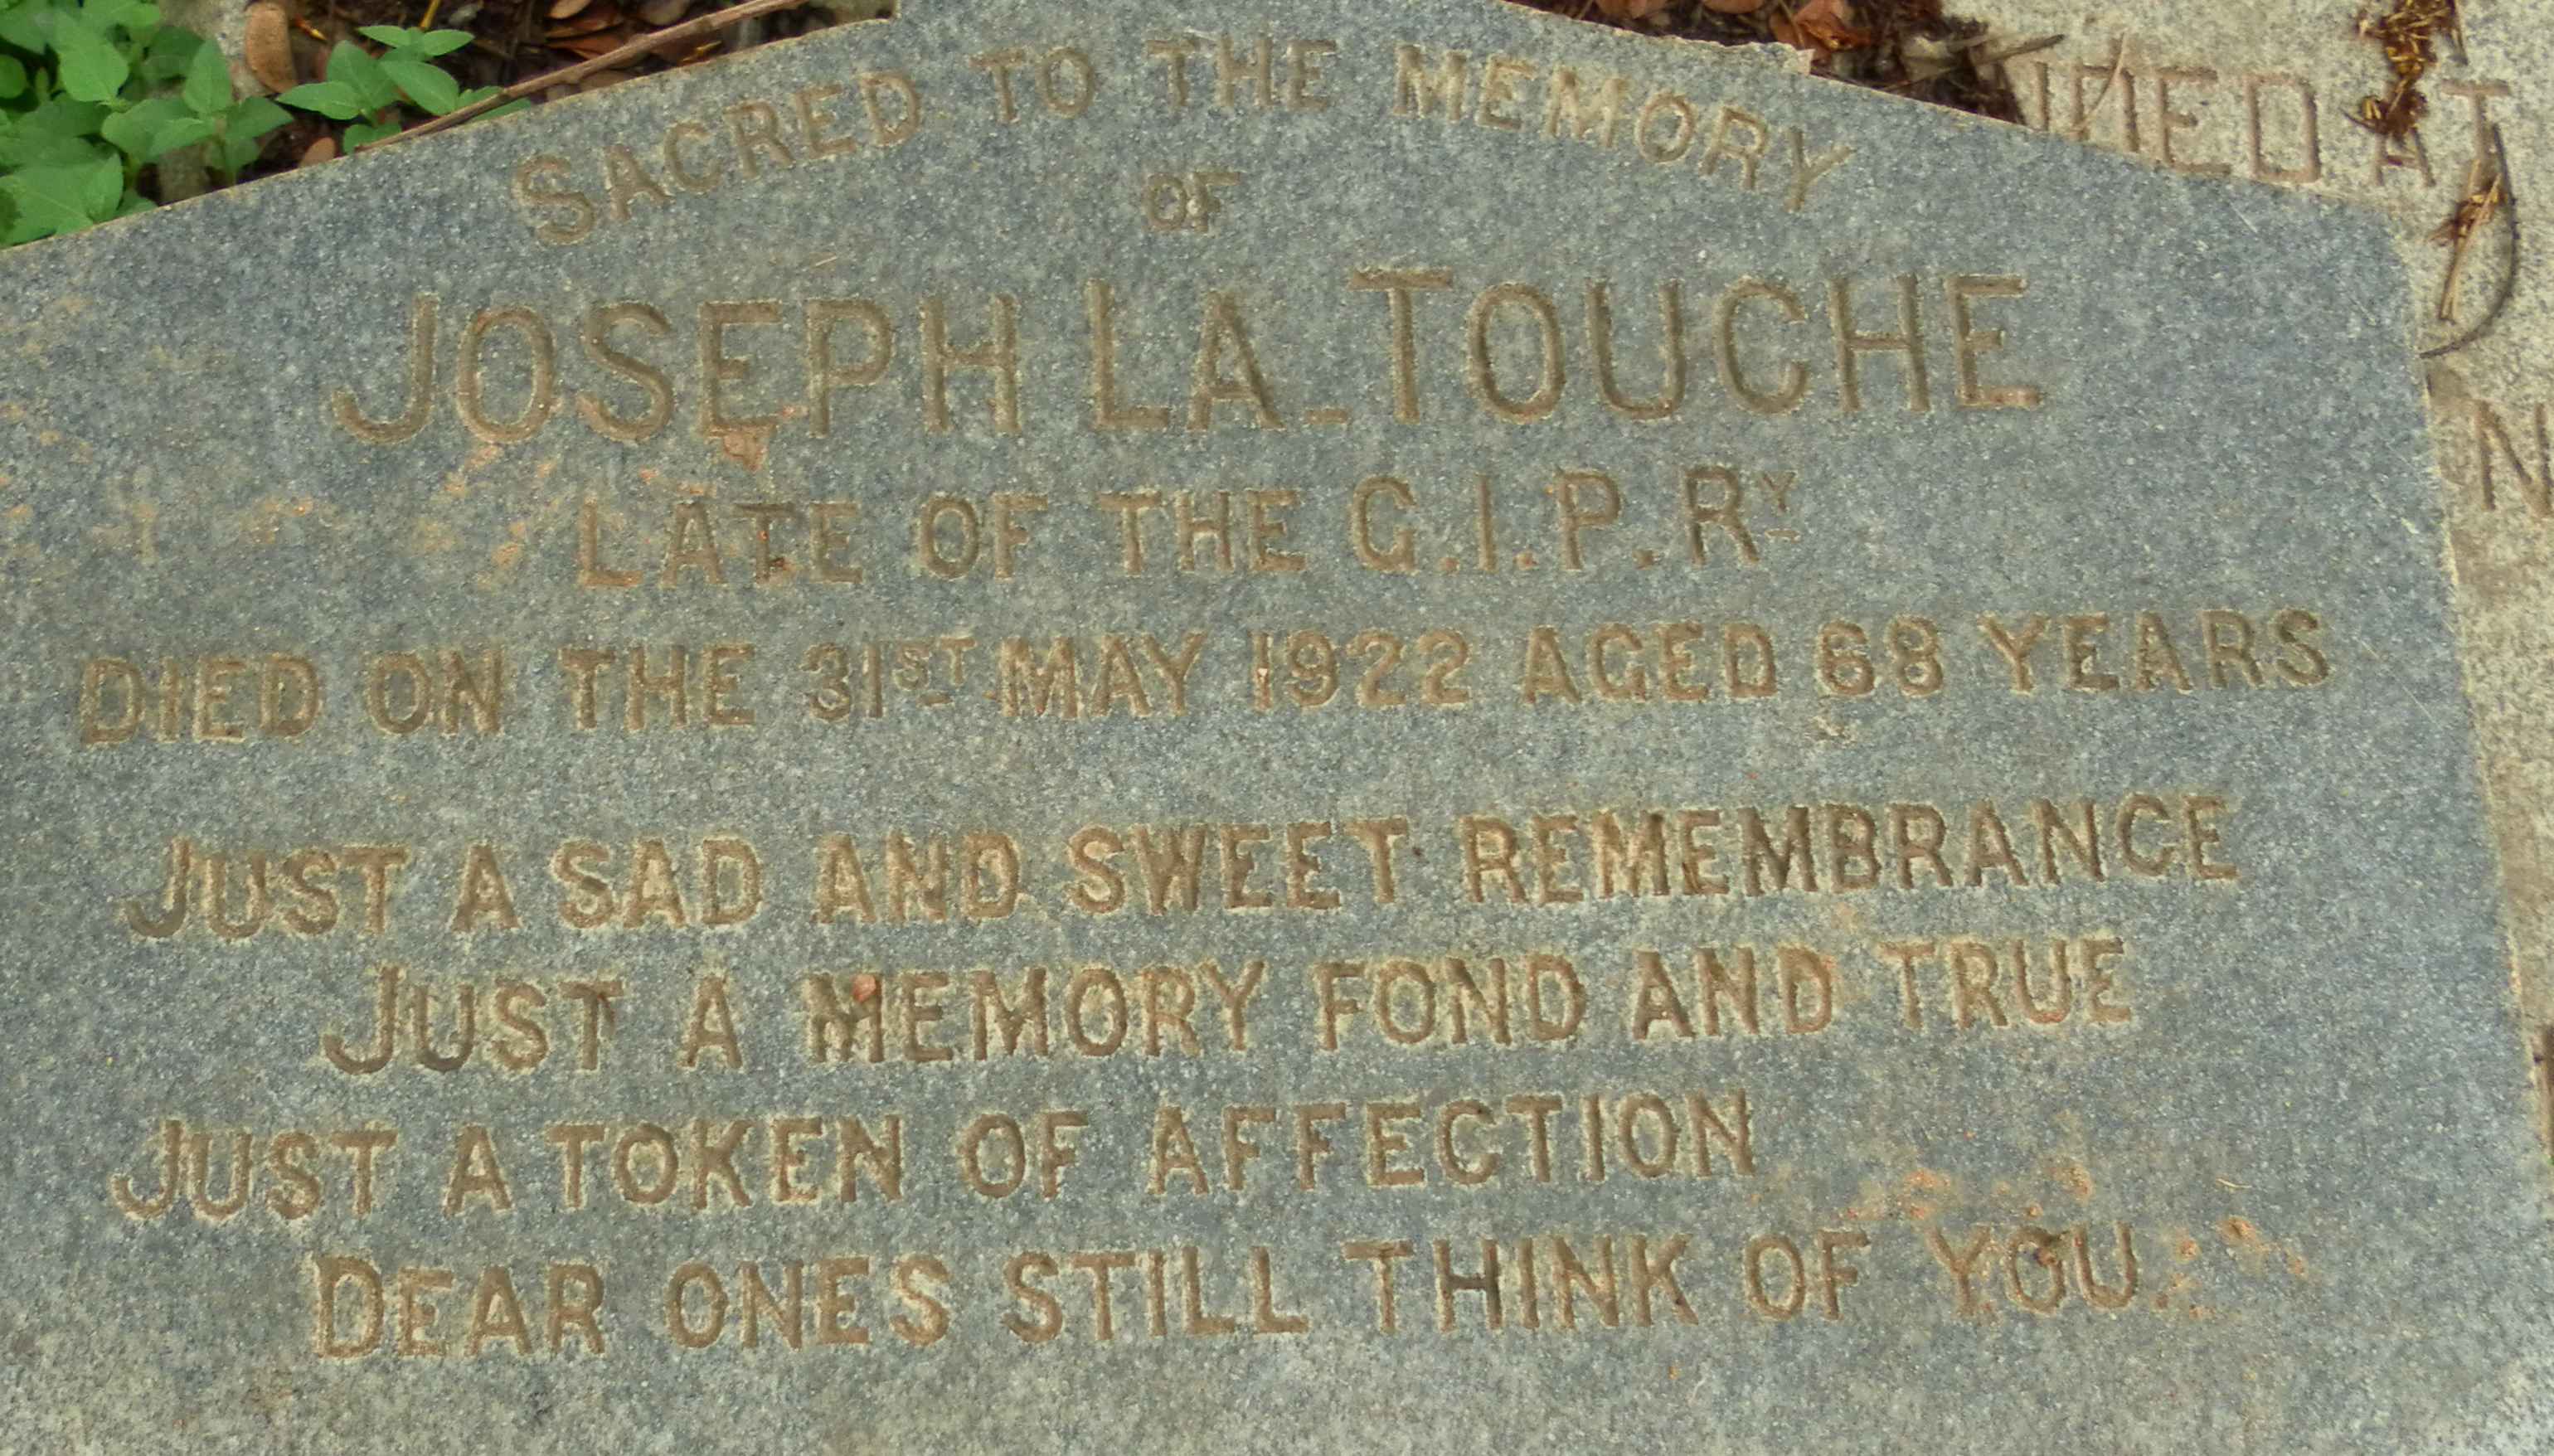 SACRED TO THE MEMORY
OF
JOSEPH LA-TOUCHE
LATE OF THE G.I.P. RY
DIED ON THE 31ST MAY 1922 AGED 68 YEARS
JUST A SAD AND SWEET REMEMBRANCE
JUST A MEMORY FOND AND TRUE
JUST A TOKEN OF AFFECTION
DEAR ONES STILL THINK OF YOU.